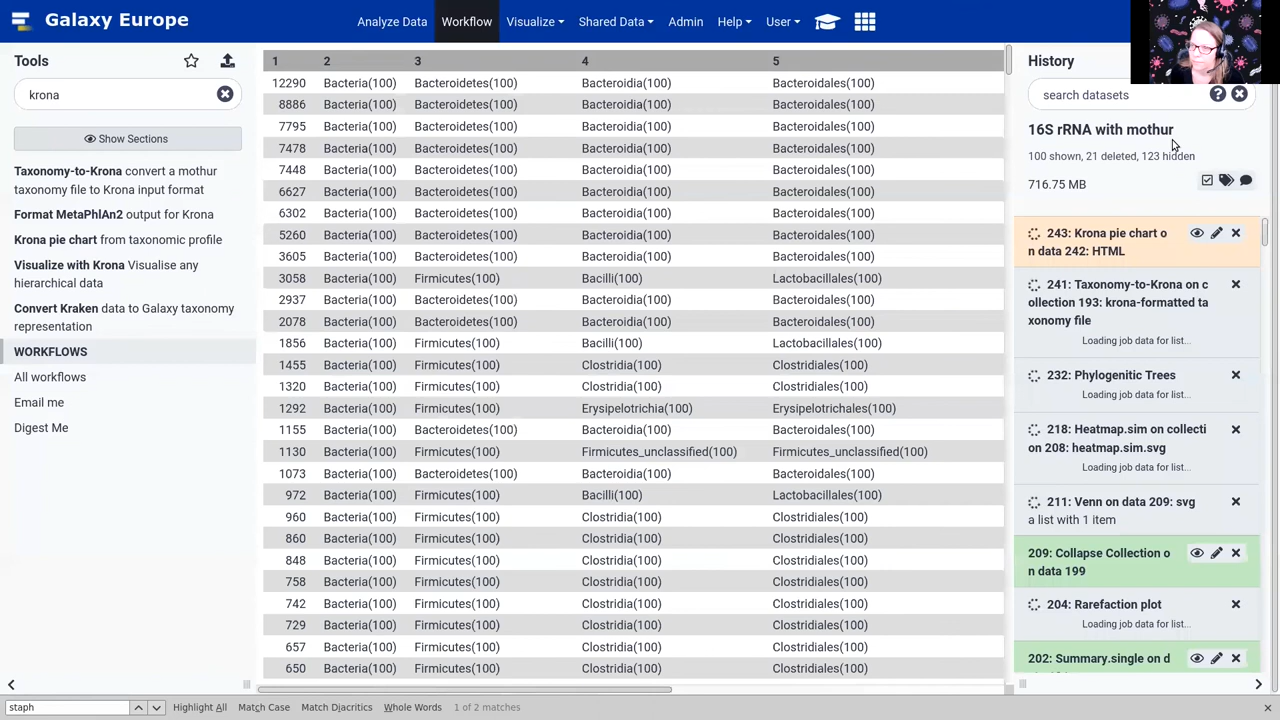 Galaxy Europe
Analyze Data Workflow Visualize Shared Data Admin Help User
Tools
krona
Show Sections
Taxonomy-to-Krona convert a mothur
taxonomy file to Krona input format
Format MetaPhlAn2 output for Krona
Krona pie chart from taxonomic profile
Visualize with Krona Visualise any
hierarchical data
Convert Kraken data to Galaxy taxonomy
representation
WORKFLOWS
All workflows
Email me
Digest Me
1 2 3 4 5
12290 Bacteria(100) Bacteroidetes(100) Bacteroidia(100) Bacteroidales(100)
8886 Bacteria(100) Bacteroidetes(100) Bacteroidia(100) Bacteroidales(100)
7795 Bacteria(100) Bacteroidetes(100) Bacteroidia(100) Bacteroidales(100)
7478 Bacteria(100) Bacteroidetes(100) Bacteroidia(100) Bacteroidales(100)
7448 Bacteria(100) Bacteroidetes(100) Bacteroidia(100) Bacteroidales(100)
6627 Bacteria(100) Bacteroidetes(100) Bacteroidia(100) Bacteroidales(100)
6302 Bacteria(100) Bacteroidetes(100) Bacteroidia(100) Bacteroidales(100)
5260 Bacteria(100) Bacteroidetes(100) Bacteroidia(100) Bacteroidales(100)
3605 Bacteria(100) Bacteroidetes(100) Bacteroidia(100) Bacteroidales(100)
3058 Bacteria(100) Firmicutes(100) Bacilli(100) Lactobacillales(100)
2937 Bacteria(100) Bacteroidetes(100) Bacteroidia(100) Bacteroidales(100)
2078 Bacteria(100) Bacteroidetes(100) Bacteroidia(100) Bacteroidales(100)
1856 Bacteria(100) Firmicutes(100) Bacilli(100) Lactobacillales(100)
1455 Bacteria(100) Firmicutes(100) Clostridia(100) Clostridiales(100)
1320 Bacteria(100) Firmicutes(100) Clostridia(100) Clostridiales(100)
1292 Bacteria(100) Firmicutes(100) Erysipelotrichia(100) Erysipelotrichales(100)
1155 Bacteria(100) Bacteroidetes(100) Bacteroidia(100) Bacteroidales(100)
1130 Bacteria(100) Firmicutes(100) Firmicutes_unclassified(100) Firmicutes_unclassified(100)
1073 Bacteria(100) Bacteroidetes(100) Bacteroidia(100) Bacteroidales(100)
972 Bacteria(100) Firmicutes(100) Bacilli(100) Lactobacillales(100)
960 Bacteria(100) Firmicutes(100) Clostridia(100) Clostridiales(100)
860 Bacteria(100) Firmicutes(100) Clostridia(100) Clostridiales(100)
848 Bacteria(100) Firmicutes(100) Clostridia(100) Clostridiales(100)
758 Bacteria(100) Firmicutes(100) Clostridia(100) Clostridiales(100)
742 Bacteria(100) Firmicutes(100) Clostridia(100) Clostridiales(100)
729 Bacteria(100) Firmicutes(100) Clostridia(100) Clostridiales(100)
657 Bacteria(100) Firmicutes(100) Clostridia(100) Clostridiales(100)
650 Bacteria(100) Firmicutes(100) Clostridia(100) Clostridiales(100)
History
search datasets
16S rRNA with mothur
100 shown, 21 deleted, 123 hidden
716.75 MB
243: Krona pie chart o
n data 242: HTML
241: Taxonomy-to-Krona on c
ollection 193: krona-formatted ta
xonomy file
Loading job data for list...
232: Phylogenitic Trees
Loading job data for list...
218: Heatmap.sim on collecti
on 208: heatmap.sim.svg
Loading job data for list...
211: Venn on data 209: svg
a list with 1 item
209: Collapse Collection o
n data 199
204: Rarefaction plot
Loading job data for list...
202: Summary.single on d
staph Highlight All Match Case Match Diacritics Whole Words 1 of 2 matches